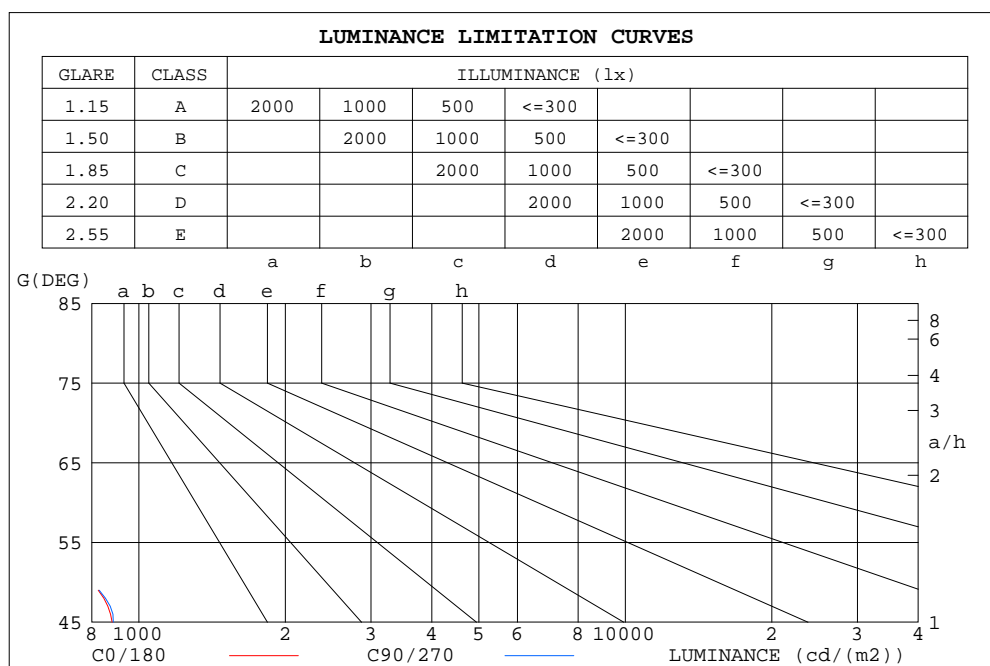 LUMINANCE LIMITATION CURVES
GLARE CLASS ILLUMINANCE (lx)
1.15 A 2000 1000 500 <=300
1.50 B 2000 1000 500 <=300
1.85 C 2000 1000 500 <=300
2.20 D 2000 1000 500 <=300
2.55 E 2000 1000 500 <=300
a b c d e f g h
G(DEG)
a b c d e f g h
85
8
6
75
4
3
a/h
65
2
55
45
1
8 1000 2 3 4 5 6 8 10000 2 3 4
C0/180 C90/270 LUMINANCE (cd/(m2))